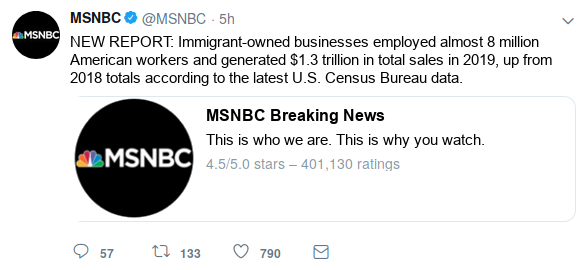 MSNBC @MSNBC · 5h
MSNBC
NEW REPORT: Immigrant-owned businesses employed almost 8 million
American workers and generated $1.3 trillion in total sales in 2019, up from
2018 totals according to the latest U.S. Census Bureau data.
MSNBC
MSNBC Breaking News
This is who we are. This is why you watch.
4.5/5.0 stars – 401,130 ratings
57 133 790